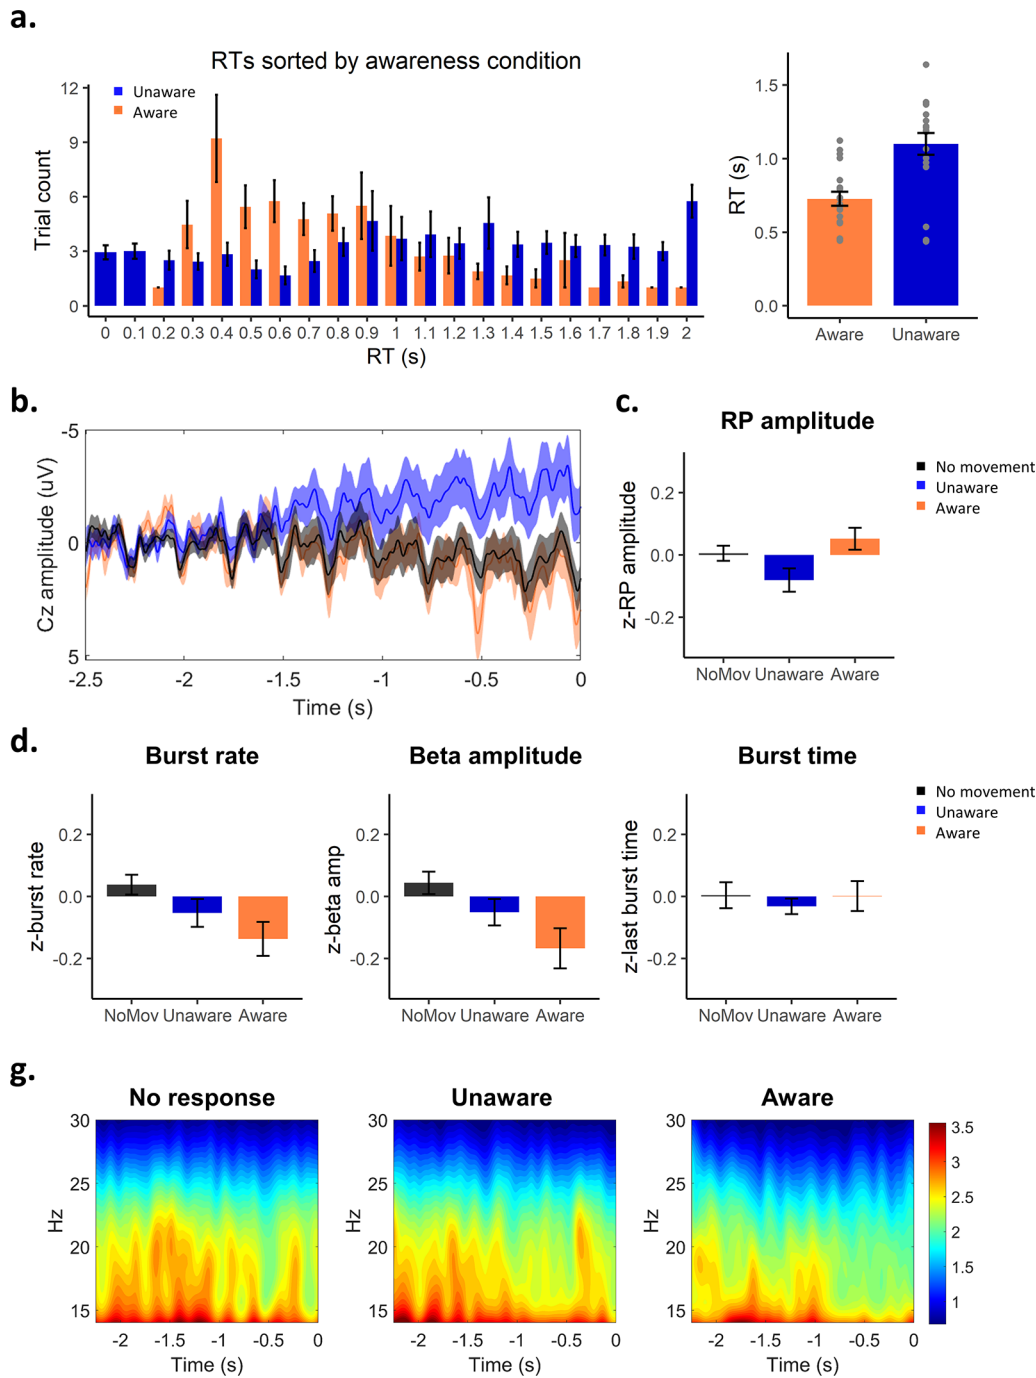 a.
RTs sorted by awareness condition
Unaware
Aware
12
9
6
3
0
Trial count
0 0.1 0.2 0.3 0.4 0.5 0.6 0.7 0.8 0.9 1 1.1 1.2 1.3 1.4 1.5 1.6 1.7 1.8 1.9 2
RT (s)
1.5
1.0
0.5
0.0
RT (s)
Aware Unaware
b.
-5
0
5
Cz amplitude (uV)
-2.5 -2 -1.5 -1 -0.5 0
Time (s)
c.
RP amplitude
No movement
Unaware
Aware
0.2
0.0
-0.2
z-RP amplitude
NoMov Unaware Aware
d.
Burst rate
0.2
0.0
-0.2
z-burst rate
NoMov Unaware Aware
Beta amplitude
0.2
0.0
-0.2
z-beta amp
NoMov Unaware Aware
Burst time
No movement
Unaware
Aware
0.2
0.0
-0.2
z-last burst time
NoMov Unaware Aware
g.
No response
30
25
20
15
Hz
-2 -1.5 -1 -0.5 0
Time (s)
Unaware
30
25
20
15
Hz
-2 -1.5 -1 -0.5 0
Time (s)
Aware
30
25
20
15
Hz
-2 -1.5 -1 -0.5 0
Time (s)
3.5
3
2.5
2
1.5
1